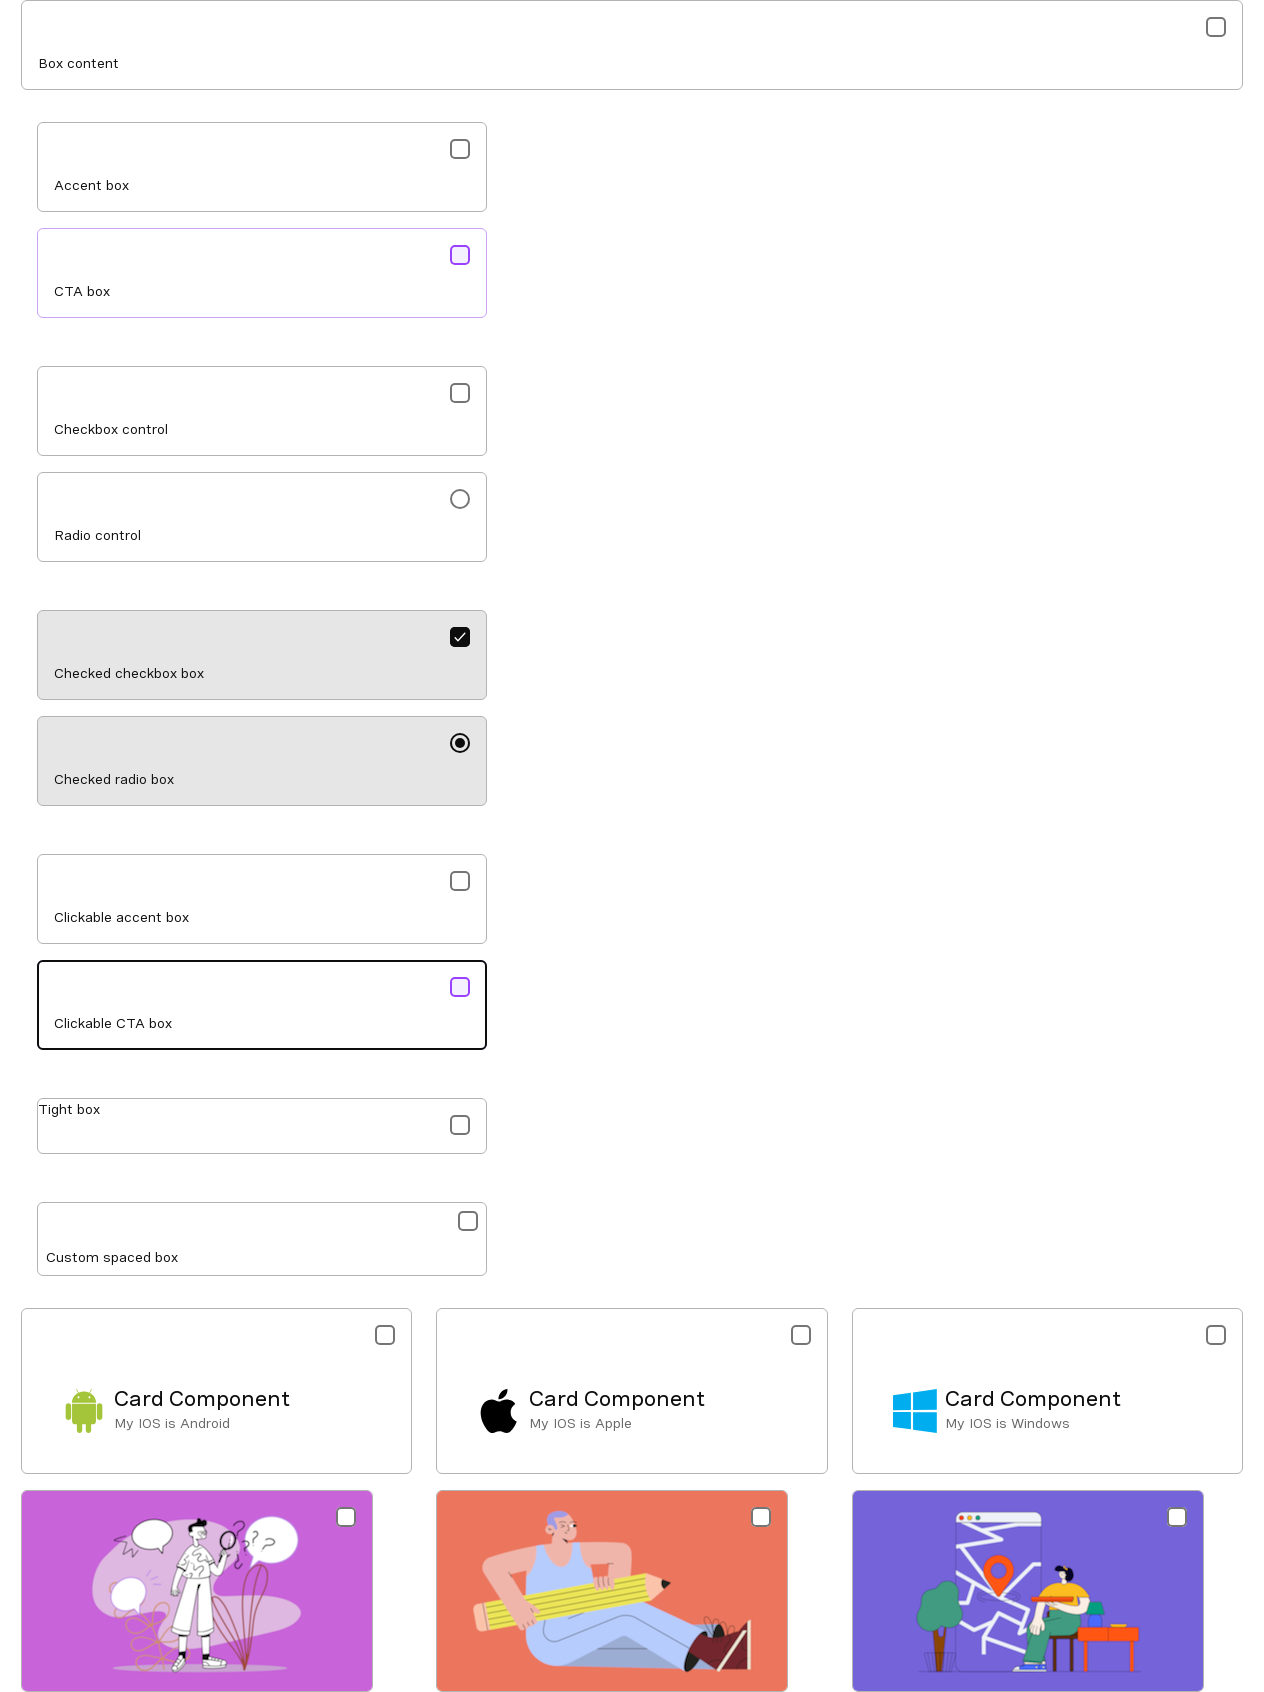 Box content
Accent box
CTA box
Checkbox control
Radio control
Checked checkbox box
Checked radio box
Clickable accent box
Clickable CTA box
Tight box
Custom spaced box
Card Component
My IOS is Android
Card Component
My IOS is Apple
Card Component
My IOS is Windows